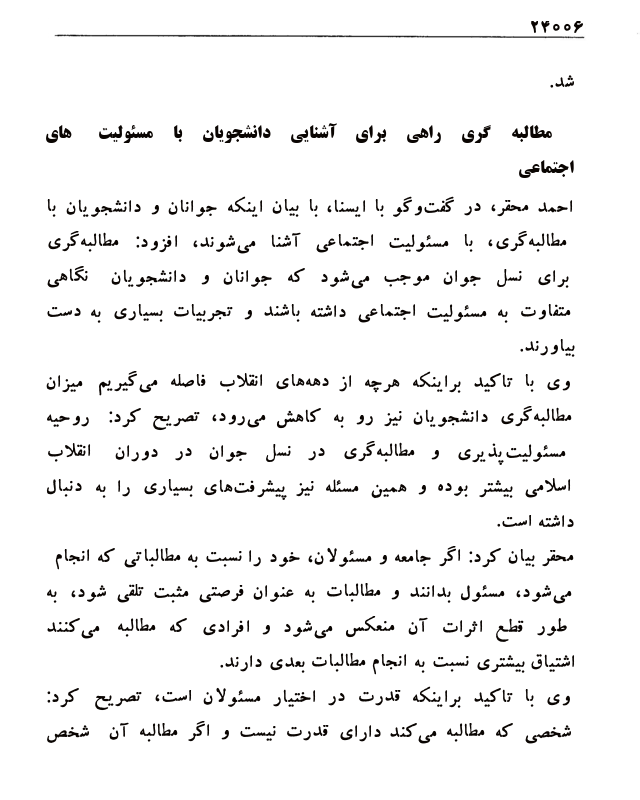 ۲۴۰۰۶
شد.
مطالبه گری راهی برای آشنایی دانشجویان با مسئولیت های
اجتماعی
احمد محقر، در گفت‌وگو با ایسنا، با بیان اینکه جوانان و دانشجویان با
مطالبه‌گری، با مسئولیت اجتماعی آشنا می‌شوند، افزود: مطالبه‌گری
برای نسل جوان موجب می‌شود که جوانان و دانشجویان نگاهی
متفاوت به مسئولیت اجتماعی داشته باشند و تجربیات بسیاری به دست
بیاورند.
وی با تاکید براینکه هرچه از دهه‌های انقلاب فاصله می‌گیریم میزان
مطالبه‌گری دانشجویان نیز رو به کاهش می‌رود، تصریح کرد: روحیه
مسئولیت‌پذیری و مطالبه‌گری در نسل جوان در دوران انقلاب
اسلامی بیشتر بوده و همین مسئله نیز پیشرفت‌های بسیاری را به دنبال
داشته است.
محقر بیان کرد: اگر جامعه و مسئولان، خود را نسبت به مطالباتی که انجام
می‌شود، مسئول بدانند و مطالبات به عنوان فرصتی مثبت تلقی شود، به
طور قطع اثرات آن منعکس می‌شود و افرادی که مطالبه می‌کنند
اشتیاق بیشتری نسبت به انجام مطالبات بعدی دارند.
وی با تاکید براینکه قدرت در اختیار مسئولان است، تصریح کرد:
شخصی که مطالبه می‌کند دارای قدرت نیست و اگر مطالبه آن شخص